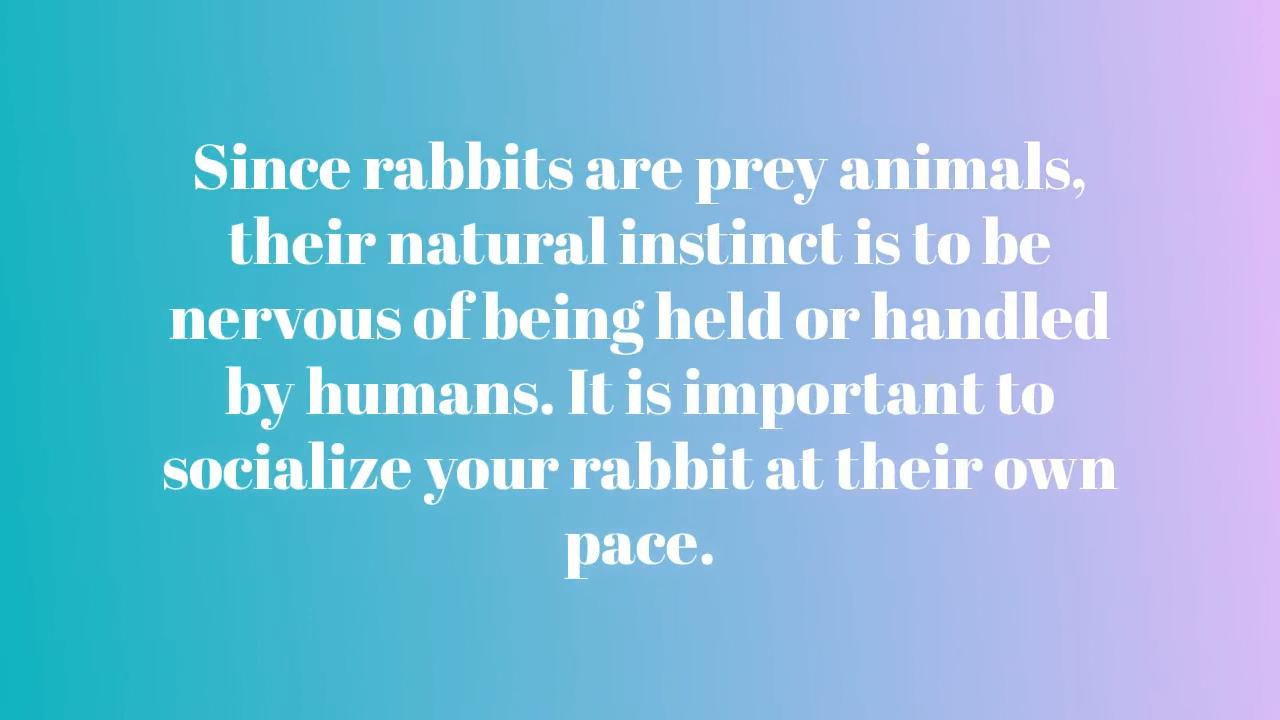 Since rabbits are prey animals,
their natural instinct is to be
nervous of being held or handled
by humans. It is important to
socialize your rabbit at their own
pace.